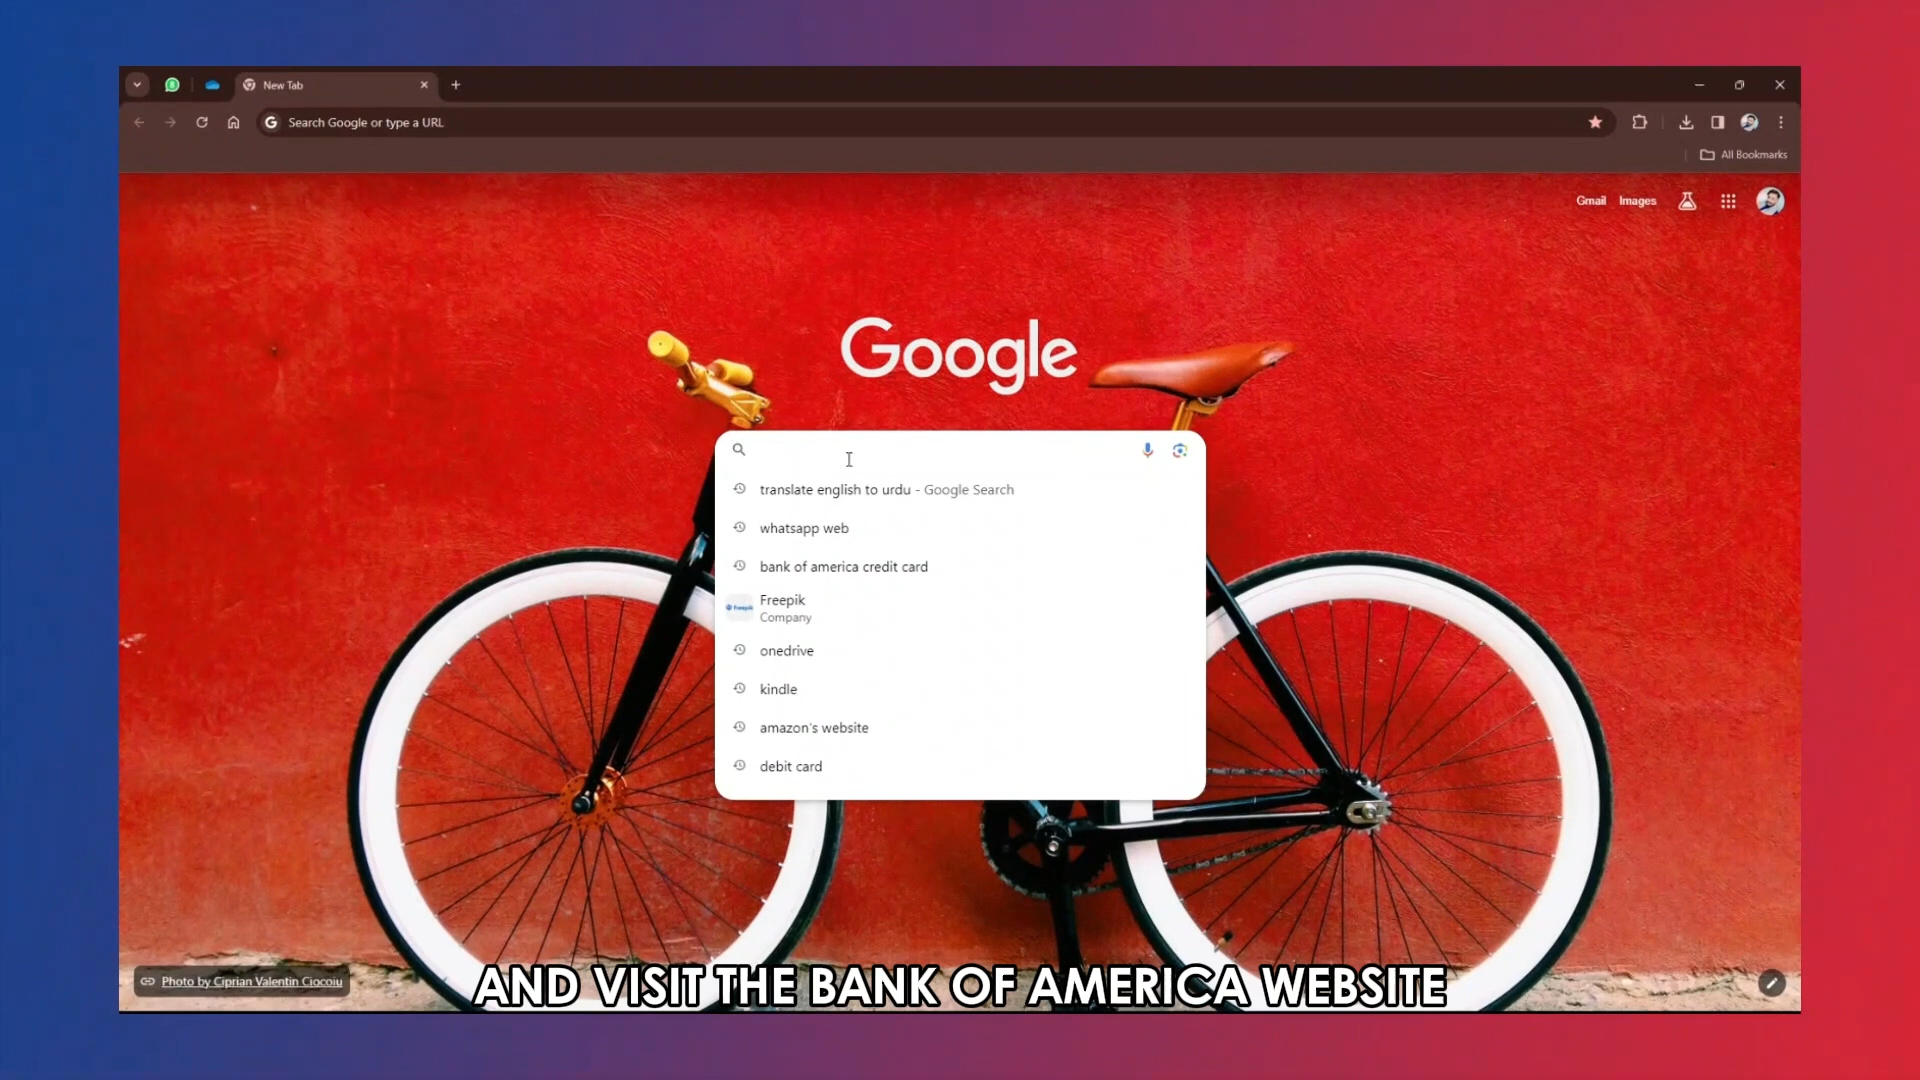 New Tab
Search Google or type a URL
All Bookmarks
Gmail Images
Google
translate english to urdu - Google Search
whatsapp web
bank of america credit card
Freepik
Company
onedrive
kindle
amazon's website
debit card
Photo by Ciprian Valentin Ciocoiu
AND VISIT THE BANK OF AMERICA WEBSITE